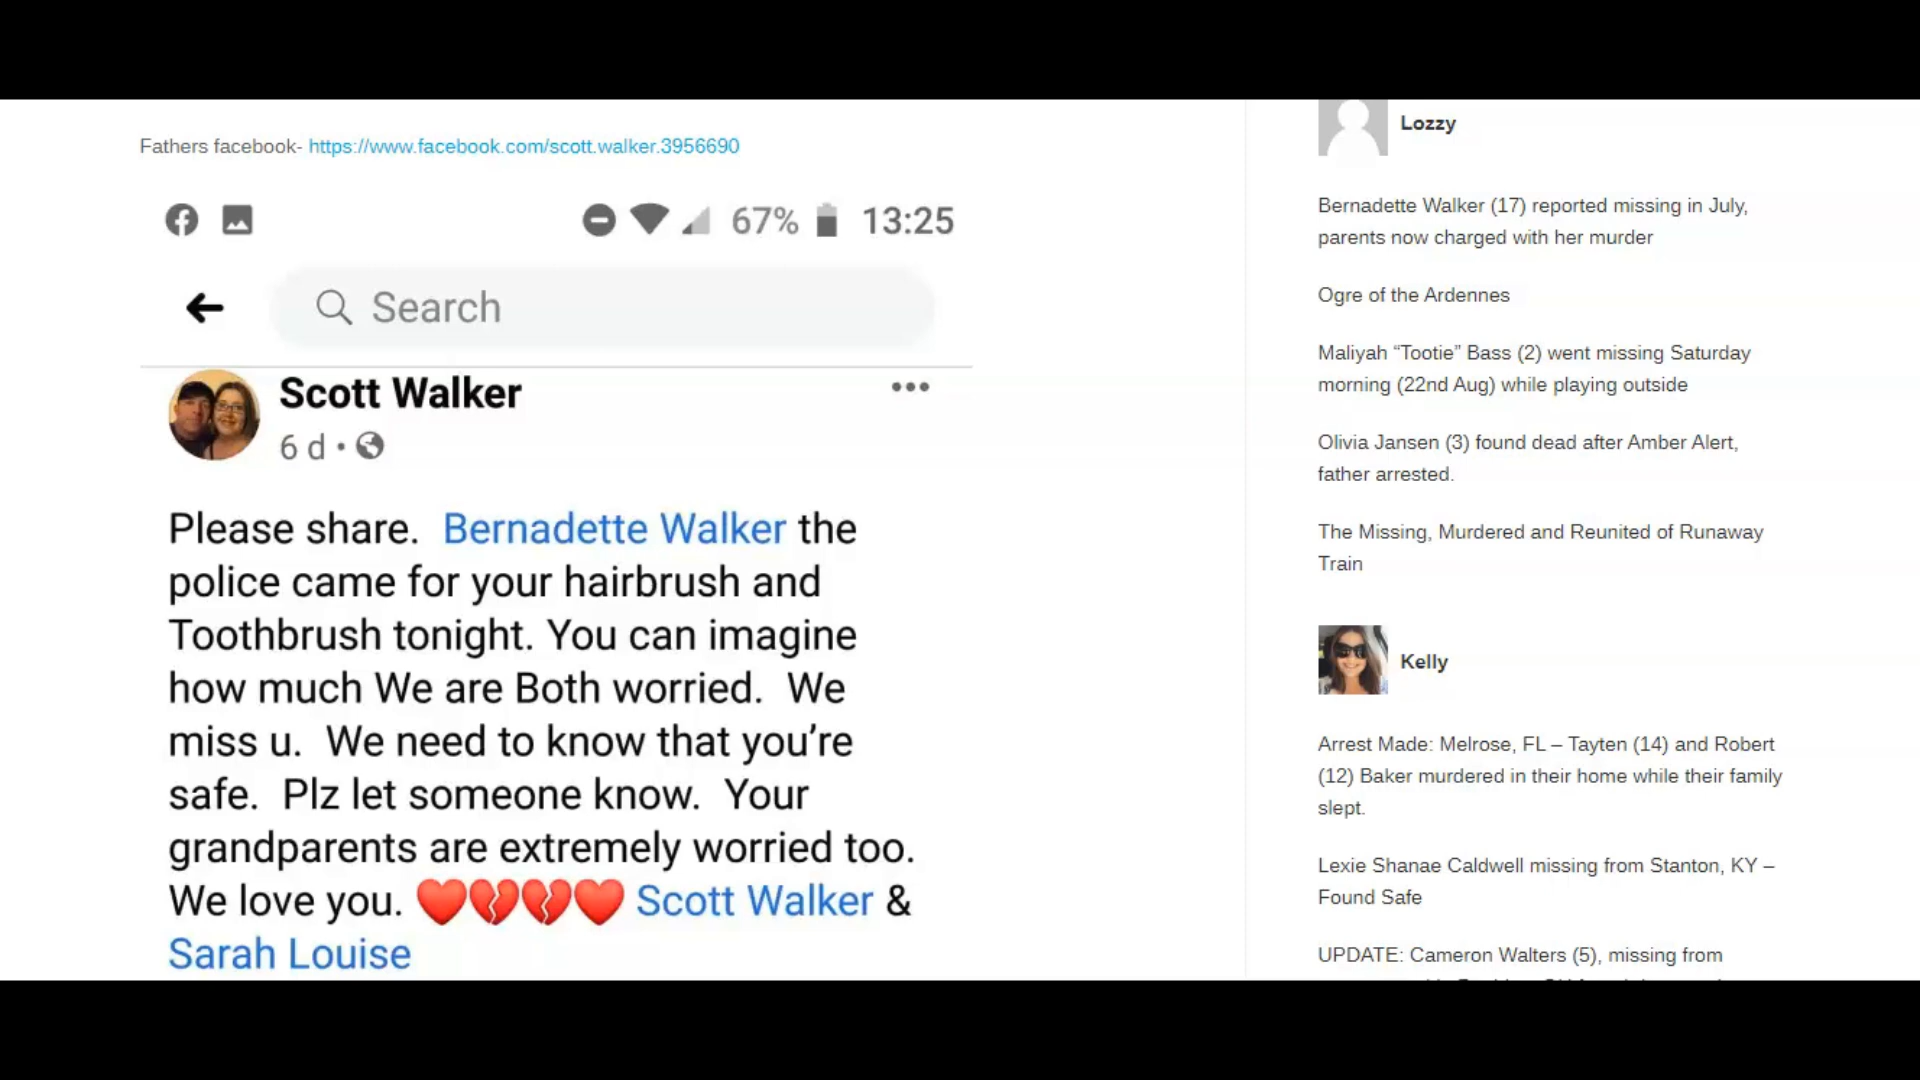 Fathers facebook- https://www.facebook.com/scott.walker.3956690
67% 13:25
Search
Scott Walker
6 d •
Please share. Bernadette Walker the
police came for your hairbrush and
Toothbrush tonight. You can imagine
how much We are Both worried. We
miss u. We need to know that you’re
safe. Plz let someone know. Your
grandparents are extremely worried too.
We love you. ❤️💔💔❤️ Scott Walker &
Sarah Louise
Lozzy
Bernadette Walker (17) reported missing in July,
parents now charged with her murder
Ogre of the Ardennes
Maliyah “Tootie” Bass (2) went missing Saturday
morning (22nd Aug) while playing outside
Olivia Jansen (3) found dead after Amber Alert,
father arrested.
The Missing, Murdered and Reunited of Runaway
Train
Kelly
Arrest Made: Melrose, FL – Tayten (14) and Robert
(12) Baker murdered in their home while their family
slept.
Lexie Shanae Caldwell missing from Stanton, KY –
Found Safe
UPDATE: Cameron Walters (5), missing from